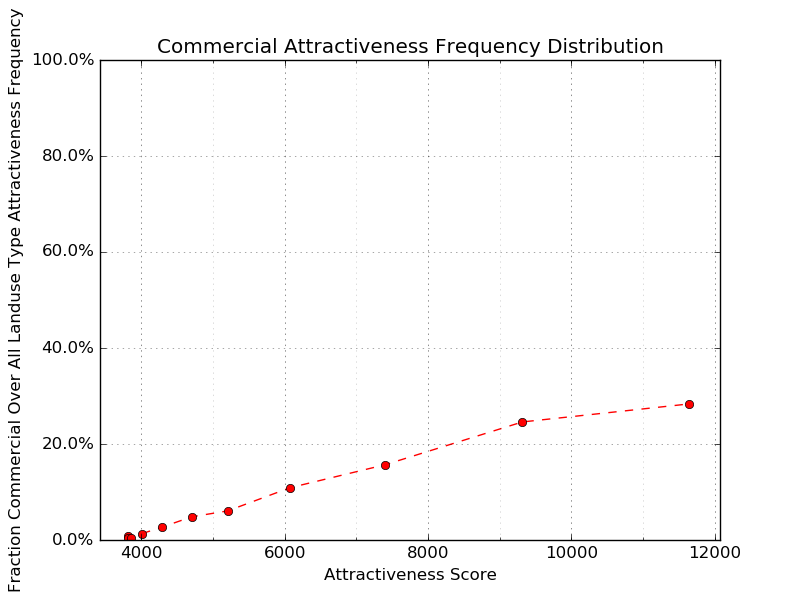 Commercial Attractiveness Frequency Distribution
Fraction Commercial Over All Landuse Type Attractiveness Frequency
100.0%
80.0%
60.0%
40.0%
20.0%
0.0%
4000 6000 8000 10000 12000
Attractiveness Score